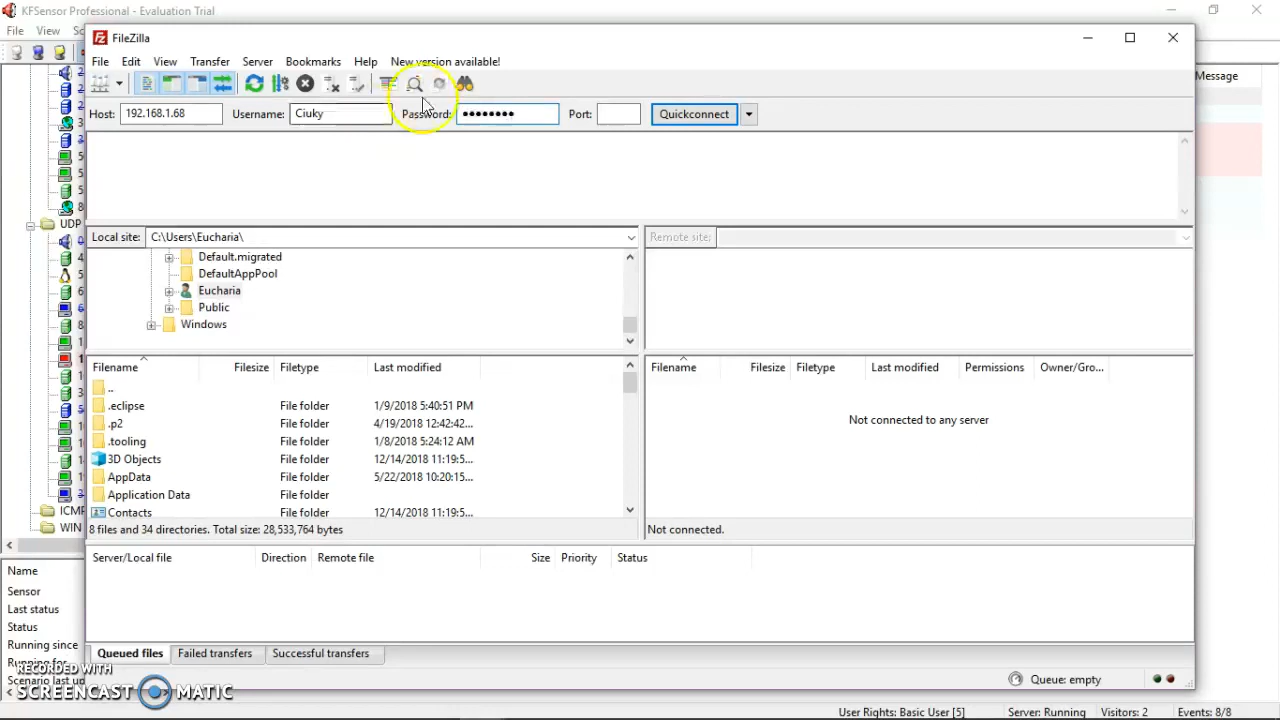 KFSensor Professional - Evaluation Trial
File View Sc
FileZilla
File Edit View Transfer Server Bookmarks Help New version available!
Host: 192.168.1.68 Username: Ciuky Password: ●●●●●●●● Port: Quickconnect
Message
UDP
Local site: C:\Users\Eucharia\
Remote site:
Default.migrated
DefaultAppPool
Eucharia
Public
Windows
Filename Filesize Filetype Last modified
..
.eclipse File folder 1/9/2018 5:40:51 PM
.p2 File folder 4/19/2018 12:42:42...
.tooling File folder 1/8/2018 5:24:12 AM
3D Objects File folder 12/14/2018 11:19:5...
AppData File folder 5/22/2018 10:20:15...
Application Data File folder
Contacts File folder 12/14/2018 11:19:5...
8 files and 34 directories. Total size: 28,533,764 bytes
Filename Filesize Filetype Last modified Permissions Owner/Gro...
Not connected to any server
Not connected.
ICMP
WIN
Server/Local file Direction Remote file Size Priority Status
Queued files Failed transfers Successful transfers
Queue: empty
Name
Sensor
Last status
Status
Running since
Running for
Scenario last up
RECORDED WITH
SCREENCAST MATIC
User Rights: Basic User [5] Server: Running Visitors: 2 Events: 8/8